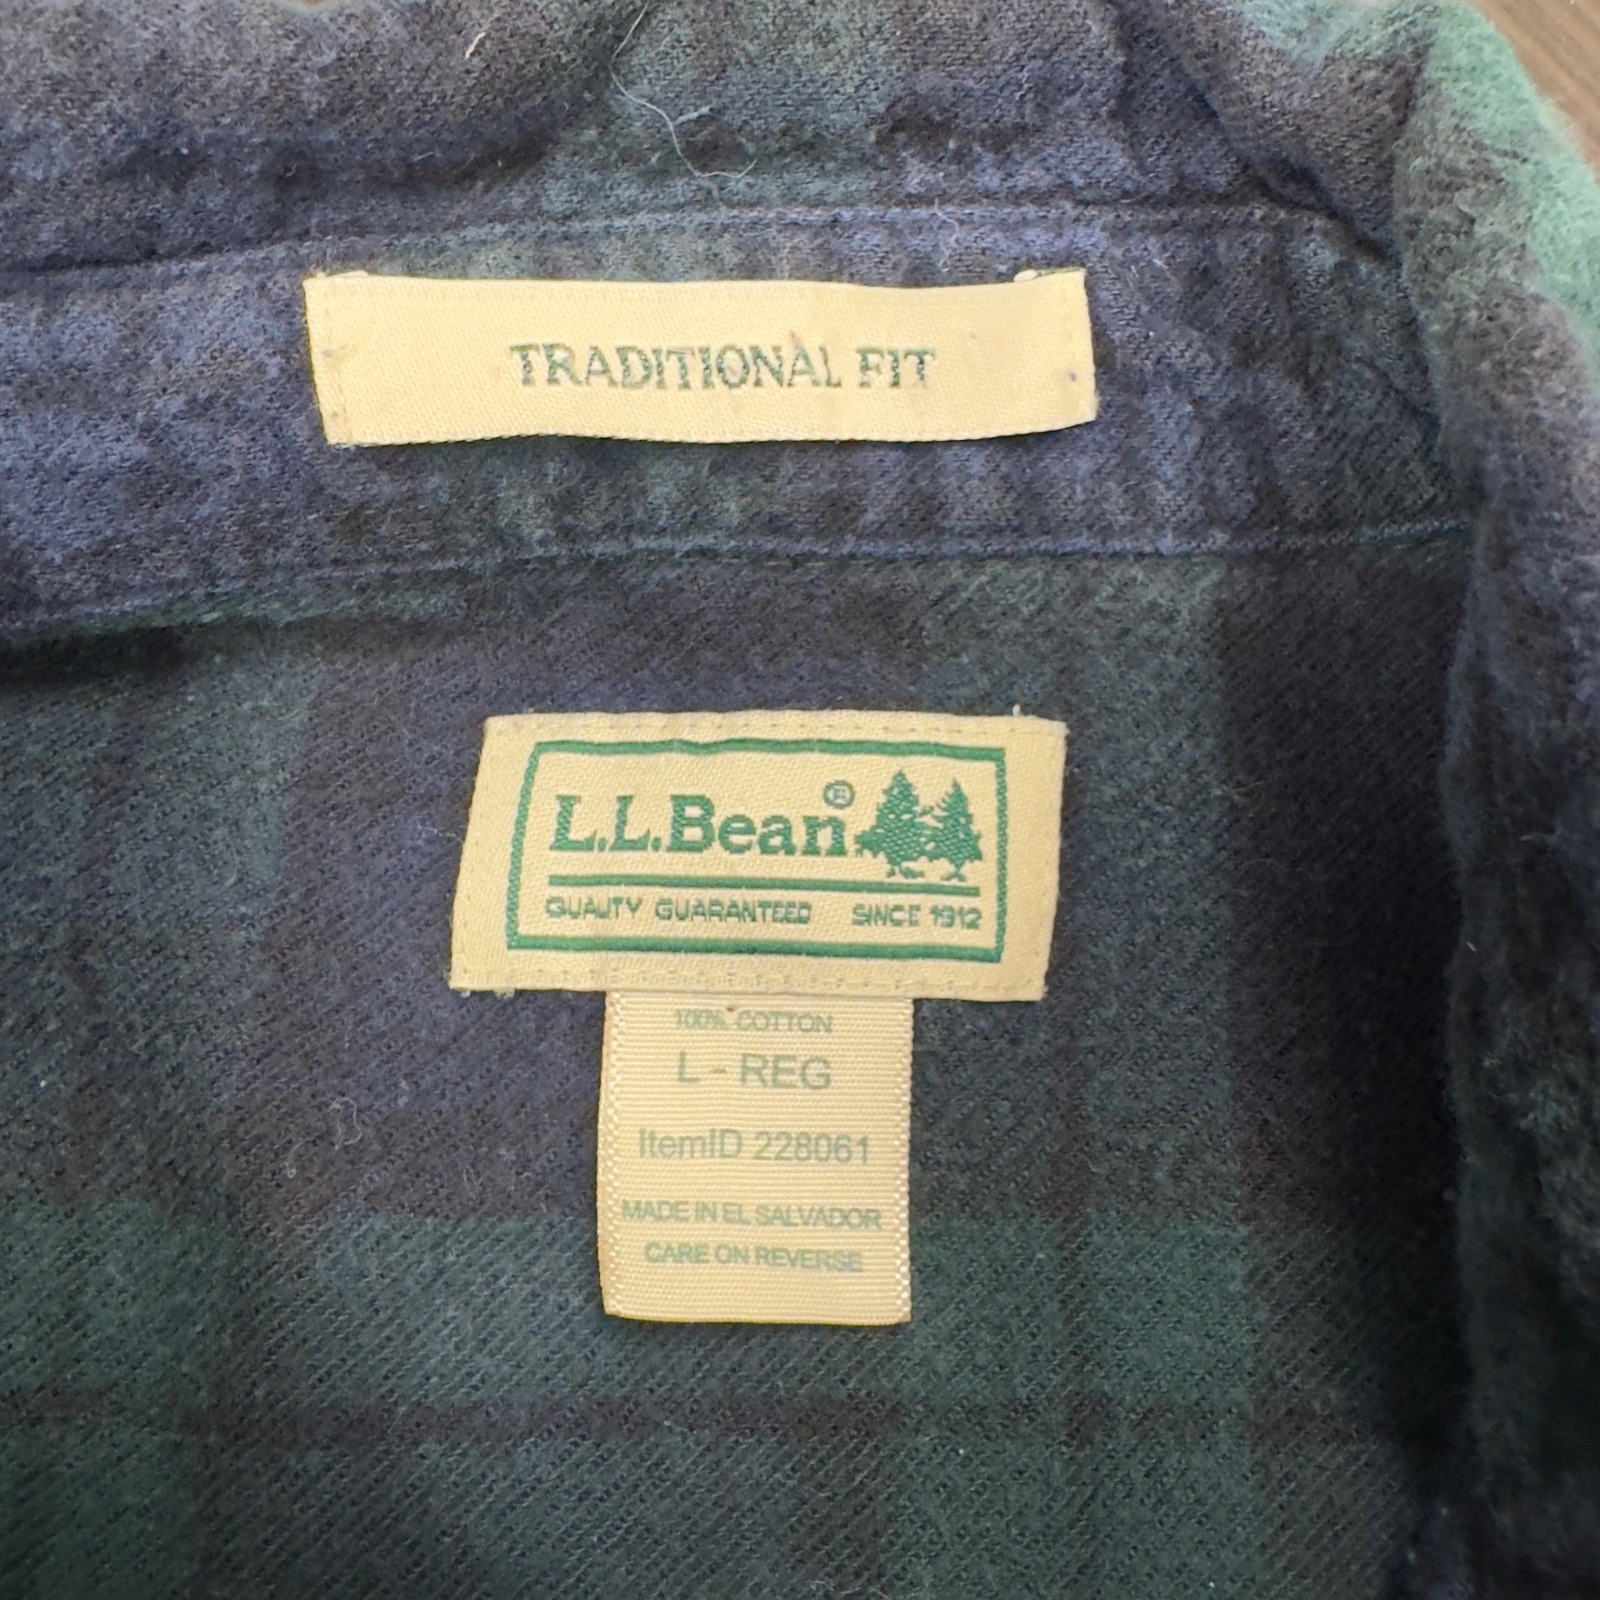 TRADITIONAL FIT
L.L.Bean®
QUALITY GUARANTEED SINCE 1912
100% COTTON
L - REG
ItemID 228061
MADE IN EL SALVADOR
CARE ON REVERSE